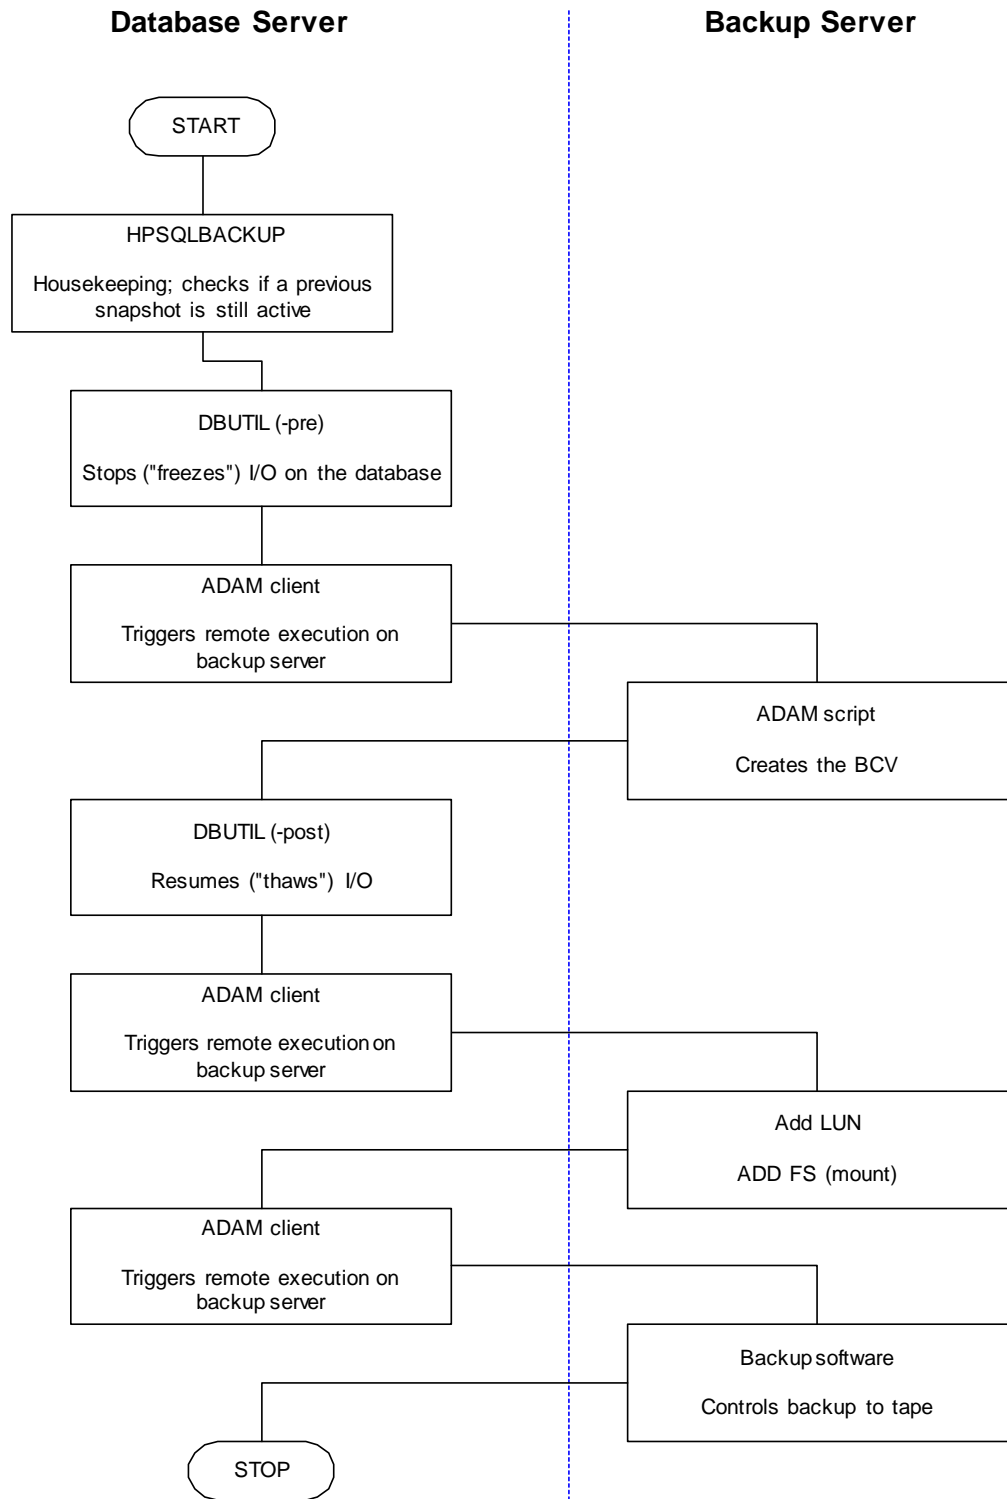 Database Server
Backup Server
START
HPSQLBACKUP
Housekeeping; checks if a previous
snapshot is still active
DBUTIL (-pre)
Stops ("freezes") I/O on the database
ADAM client
Triggers remote execution on
backup server
ADAM script
Creates the BCV
DBUTIL (-post)
Resumes ("thaws") I/O
ADAM client
Triggers remote execution on
backup server
Add LUN
ADD FS (mount)
ADAM client
Triggers remote execution on
backup server
Backup software
Controls backup to tape
STOP